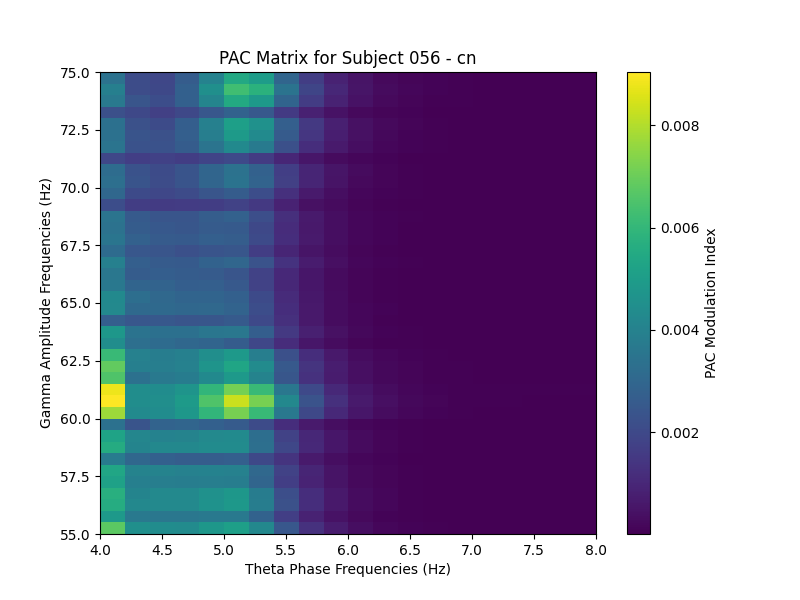 PAC Matrix for Subject 056 - cn
75.0
72.5
70.0
67.5
65.0
62.5
60.0
57.5
55.0
Gamma Amplitude Frequencies (Hz)
4.0 4.5 5.0 5.5 6.0 6.5 7.0 7.5 8.0
Theta Phase Frequencies (Hz)
0.008
0.006
0.004
0.002
PAC Modulation Index